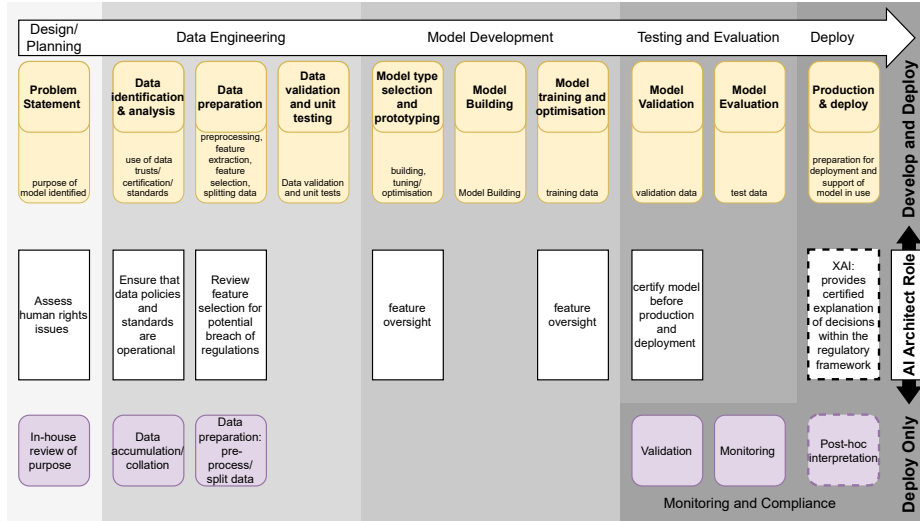 Design/
Planning
Data Engineering
Model Development
Testing and Evaluation
Deploy
Problem
Statement
purpose of
model identified
Data
identification
& analysis
use of data
trusts/
certification/
standards
Data
preparation
preprocessing,
feature
extraction,
feature
selection,
splitting data
Data
validation
and unit
testing
Data validation
and unit tests
Model type
selection
and
prototyping
building,
tuning/
optimisation
Model
Building
Model Building
Model
training and
optimisation
training data
Model
Validation
validation data
Model
Evaluation
test data
Production
& deploy
preparation for
deployment and
support of
model in use
Develop and Deploy
Assess
human rights
issues
Ensure that
data policies
and
standards
are
operational
Review
feature
selection for
potential
breach of
regulations
feature
oversight
feature
oversight
certify model
before
production
and
deployment
XAI:
provides
certified
explanation
of decisions
within the
regulatory
framework
AI Architect Role
In-house
review of
purpose
Data
accumulation/
collation
Data
preparation:
pre-
process/
split data
Validation
Monitoring
Post-hoc
interpretation
Monitoring and Compliance
Deploy Only